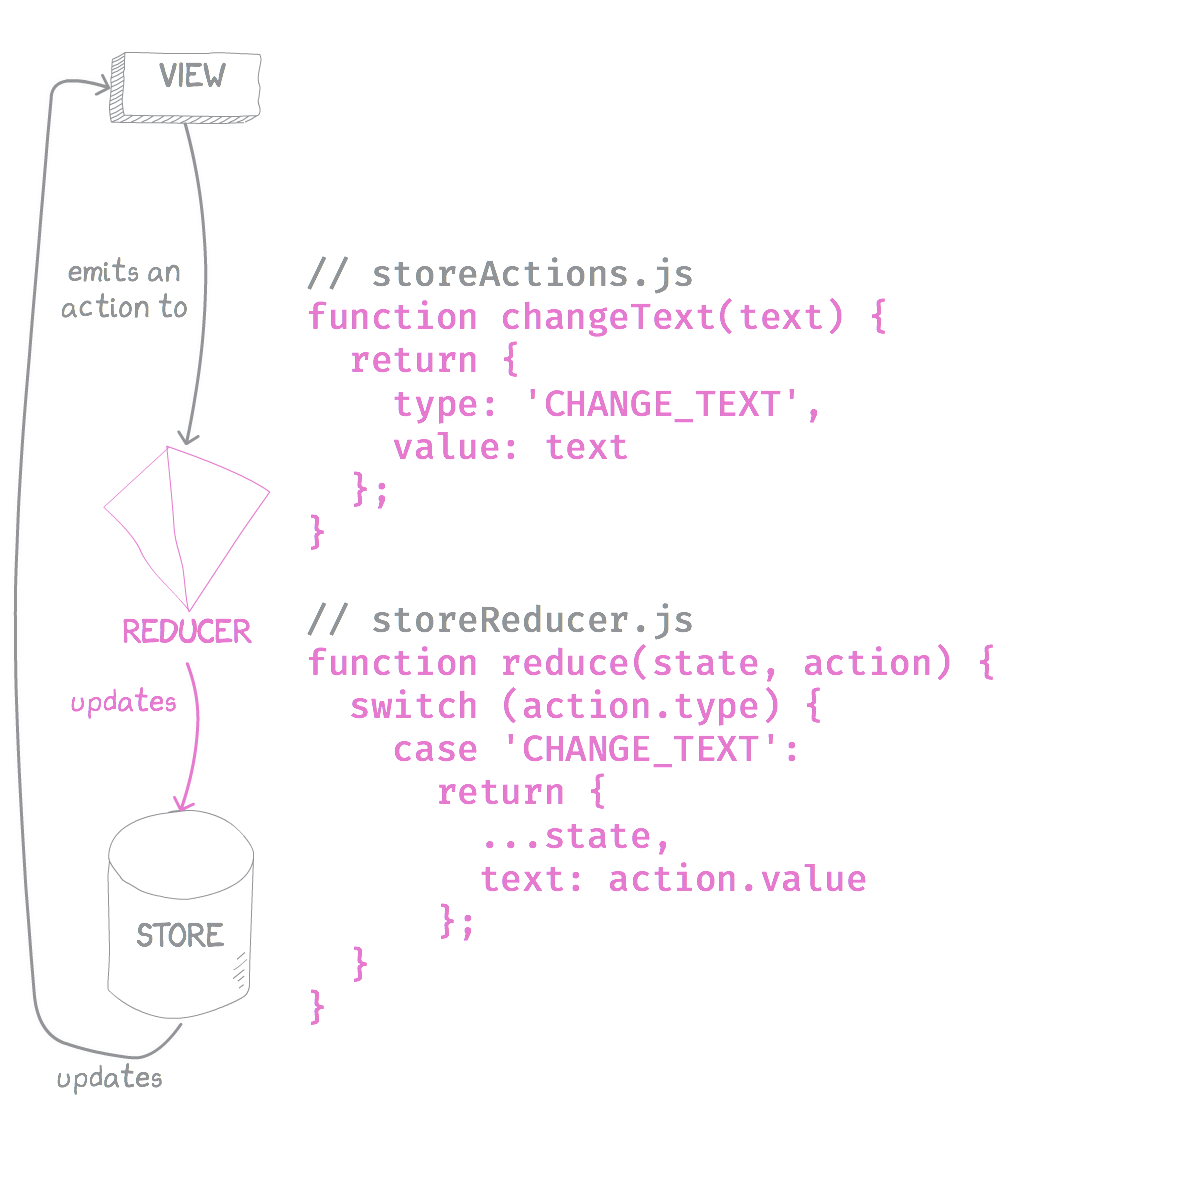 VIEW
emits an
action to
REDUCER
updates
STORE
updates
// storeActions.js
function changeText(text) {
  return {
    type: 'CHANGE_TEXT',
    value: text
  };
}
// storeReducer.js
function reduce(state, action) {
  switch (action.type) {
    case 'CHANGE_TEXT':
      return {
        ...state,
        text: action.value
      };
  }
}